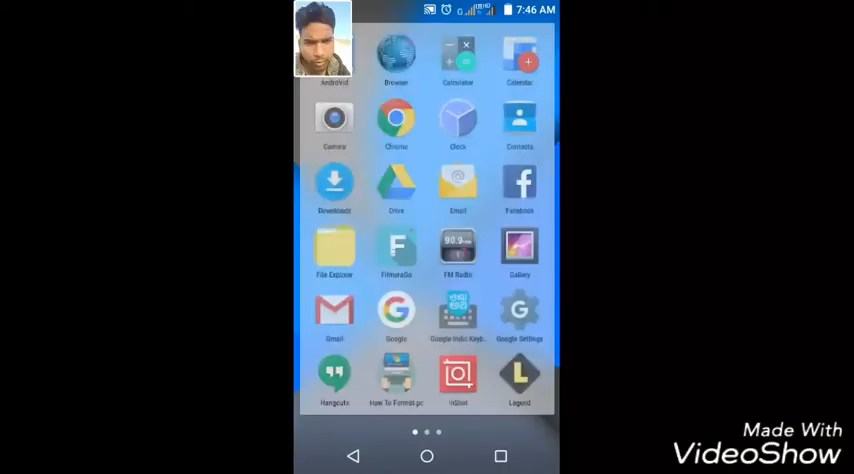 7:46 AM
AndroVid Browser Calculator Calendar
Camera Chrome Clock Contacts
Downloads Drive Email Facebook
90.9
File Explorer FilmoraGo FM Radio Gallery
Gmail Google Google Indic Keyb.. Google Settings
Hangouts How To Format pc InShot Legend
Made With
VideoShow